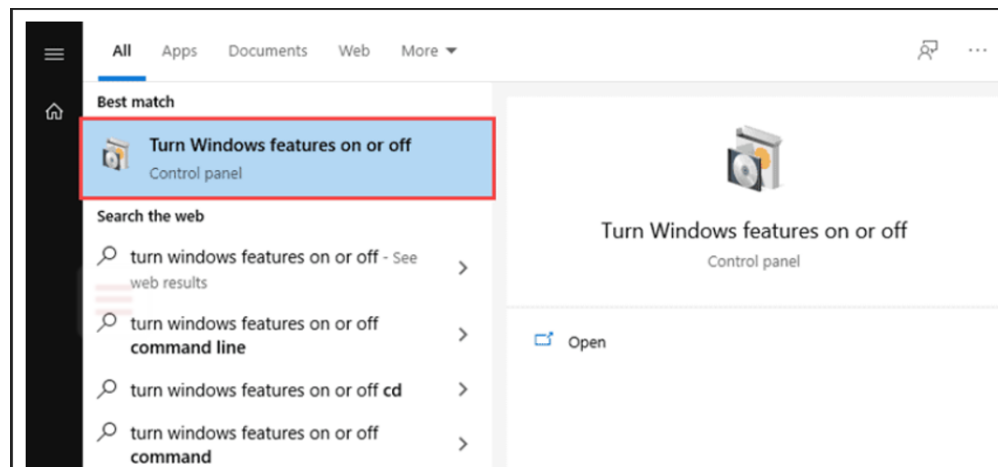 All Apps Documents Web More
Best match
Turn Windows features on or off
Control panel
Search the web
turn windows features on or off - See
web results
turn windows features on or off
command line
turn windows features on or off cd
turn windows features on or off
command
Turn Windows features on or off
Control panel
Open